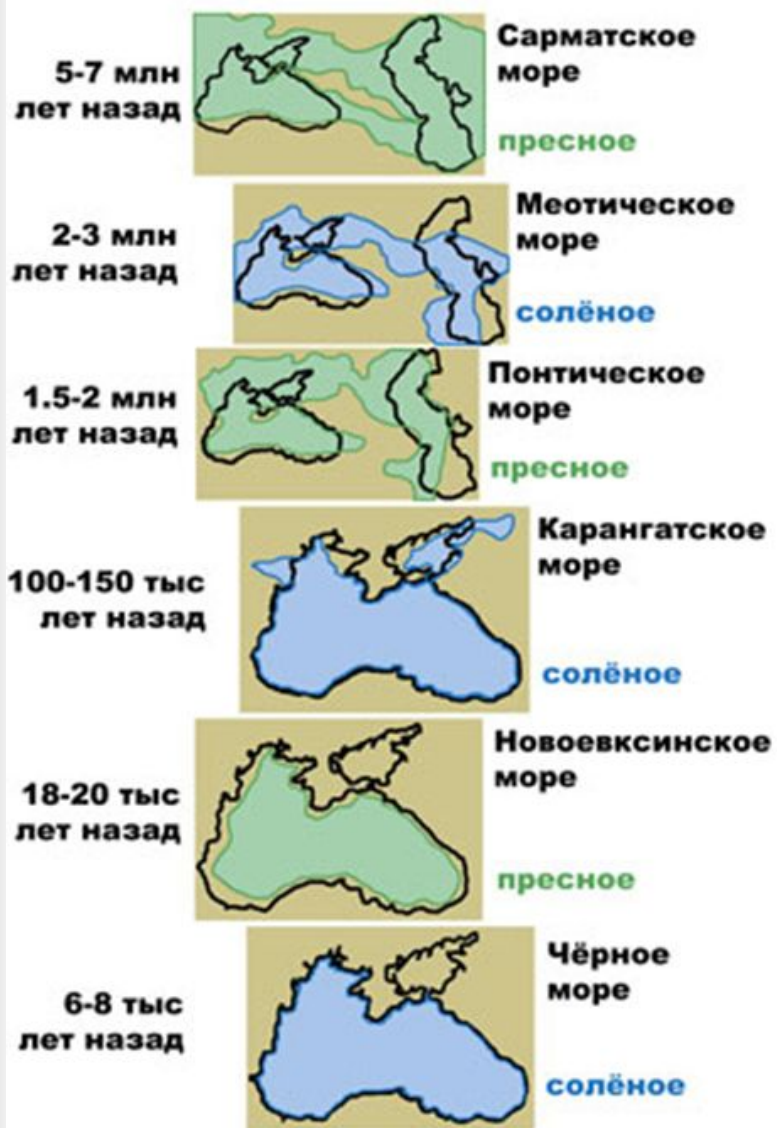 5-7 млн
лет назад
Сарматское
море
пресное
2-3 млн
лет назад
Меотическое
море
солёное
1.5-2 млн
лет назад
Понтическое
море
пресное
100-150 тыс
лет назад
Карангатское
море
солёное
18-20 тыс
лет назад
Новоевксинское
море
пресное
6-8 тыс
лет назад
Чёрное
море
солёное